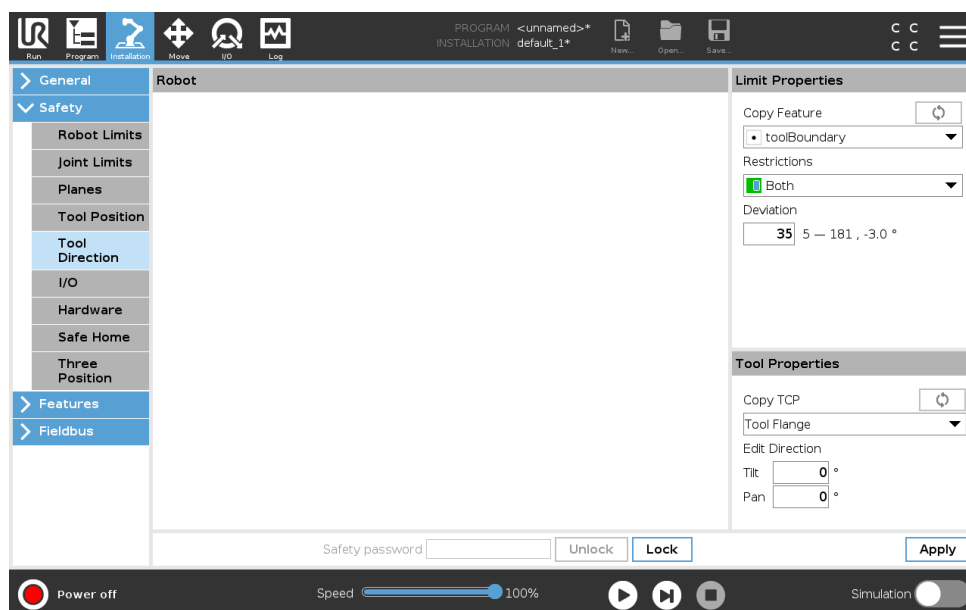 PROGRAM <unnamed>*
INSTALLATION default_1*
Run Program Installation Move I/O Log New... Open... Save...
C C
C C
General
Safety
Robot Limits
Joint Limits
Planes
Tool Position
Tool
Direction
I/O
Hardware
Safe Home
Three
Position
Features
Fieldbus
Robot
Limit Properties
Copy Feature
toolBoundary
Restrictions
Both
Deviation
35 5 — 181 , -3.0 °
Tool Properties
Copy TCP
Tool Flange
Edit Direction
Tilt 0 °
Pan 0 °
Safety password Unlock Lock Apply
Power off Speed 100% Simulation